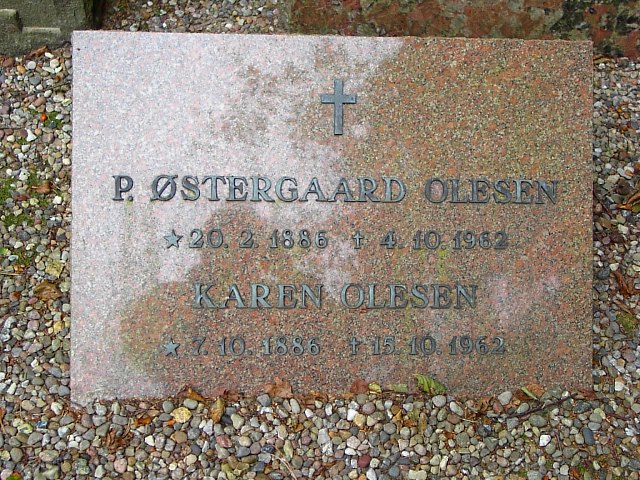 P. ØSTERGAARD OLESEN
★ 20. 2. 1886 ✝ 4. 10. 1962
KAREN OLESEN
★ 7. 10. 1886 ✝ 15. 10. 1962